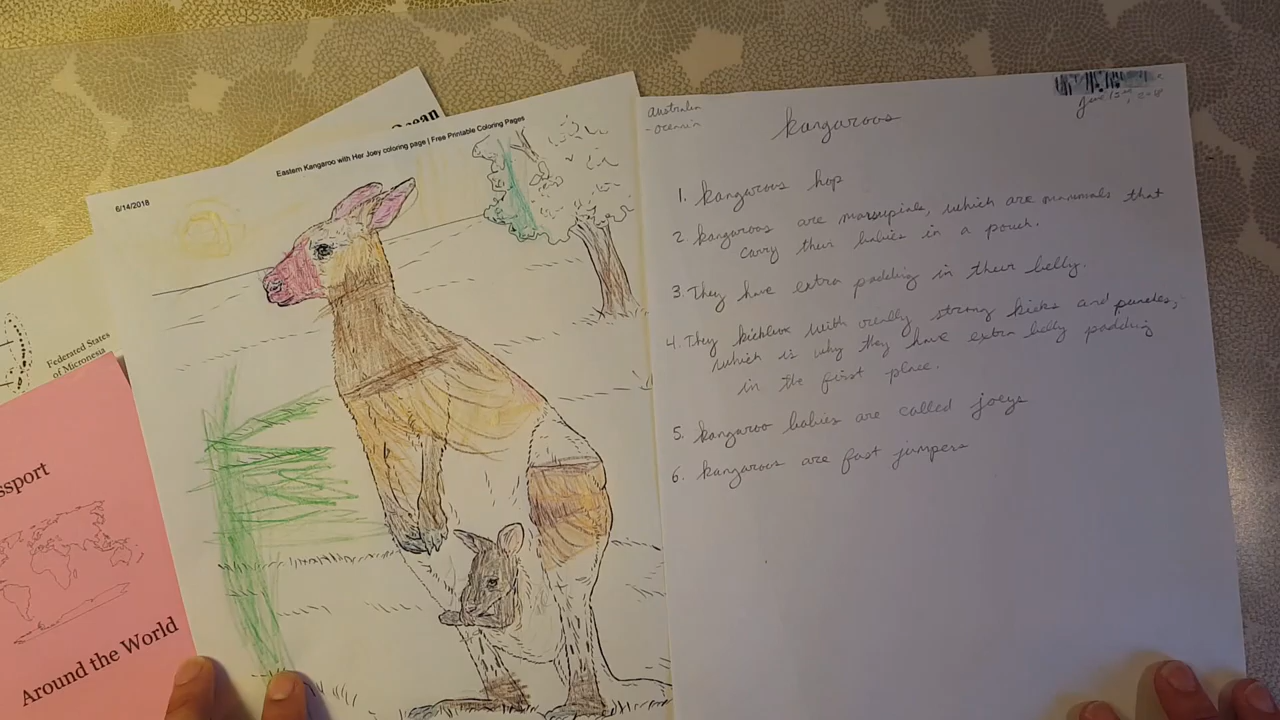 Ocean
Federated States
of Micronesia
ssport
Around the World
Eastern Kangaroo with Her Joey coloring page | Free Printable Coloring Pages
6/14/2018
australia
-oceania
kangaroos
1. kangaroos hop
2. kangaroos are marsupials, which are mammals that
carry their babies in a pouch.
3. They have extra padding in their belly.
4. They kickbox with really strong kicks and punches,
which is why they have extra belly padding
in the first place.
5. kangaroo babies are called joeys
6. kangaroos are fast jumpers